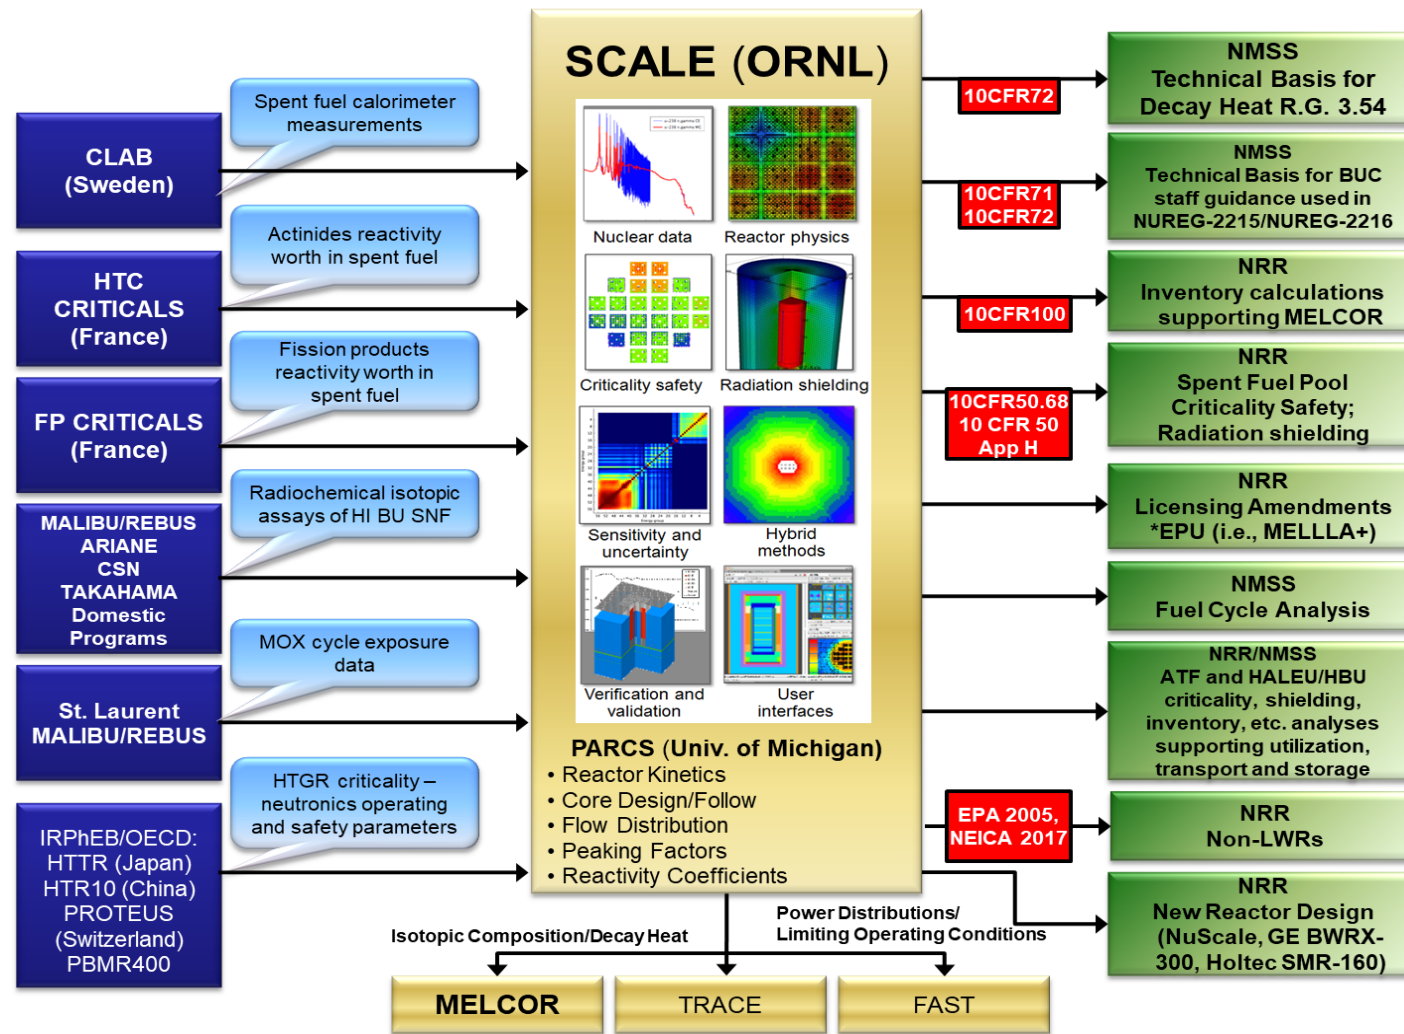 SCALE (ORNL)
Nuclear data
Reactor physics
Criticality safety
Radiation shielding
Sensitivity and
uncertainty
Hybrid
methods
Verification and
validation
User
interfaces
PARCS (Univ. of Michigan)
• Reactor Kinetics
• Core Design/Follow
• Flow Distribution
• Peaking Factors
• Reactivity Coefficients
CLAB
(Sweden)
Spent fuel calorimeter
measurements
HTC
CRITICALS
(France)
Actinides reactivity
worth in spent fuel
FP CRITICALS
(France)
Fission products
reactivity worth in
spent fuel
MALIBU/REBUS
ARIANE
CSN
TAKAHAMA
Domestic
Programs
Radiochemical isotopic
assays of HI BU SNF
St. Laurent
MALIBU/REBUS
MOX cycle exposure
data
IRPhEB/OECD:
HTTR (Japan)
HTR10 (China)
PROTEUS
(Switzerland)
PBMR400
HTGR criticality –
neutronics operating
and safety parameters
10CFR72
NMSS
Technical Basis for
Decay Heat R.G. 3.54
10CFR71
10CFR72
NMSS
Technical Basis for BUC
staff guidance used in
NUREG-2215/NUREG-2216
10CFR100
NRR
Inventory calculations
supporting MELCOR
10CFR50.68
10 CFR 50
App H
NRR
Spent Fuel Pool
Criticality Safety;
Radiation shielding
NRR
Licensing Amendments
*EPU (i.e., MELLLA+)
NMSS
Fuel Cycle Analysis
NRR/NMSS
ATF and HALEU/HBU
criticality, shielding,
inventory, etc. analyses
supporting utilization,
transport and storage
EPA 2005,
NEICA 2017
NRR
Non-LWRs
NRR
New Reactor Design
(NuScale, GE BWRX-
300, Holtec SMR-160)
Isotopic Composition/Decay Heat
Power Distributions/
Limiting Operating Conditions
MELCOR
TRACE
FAST